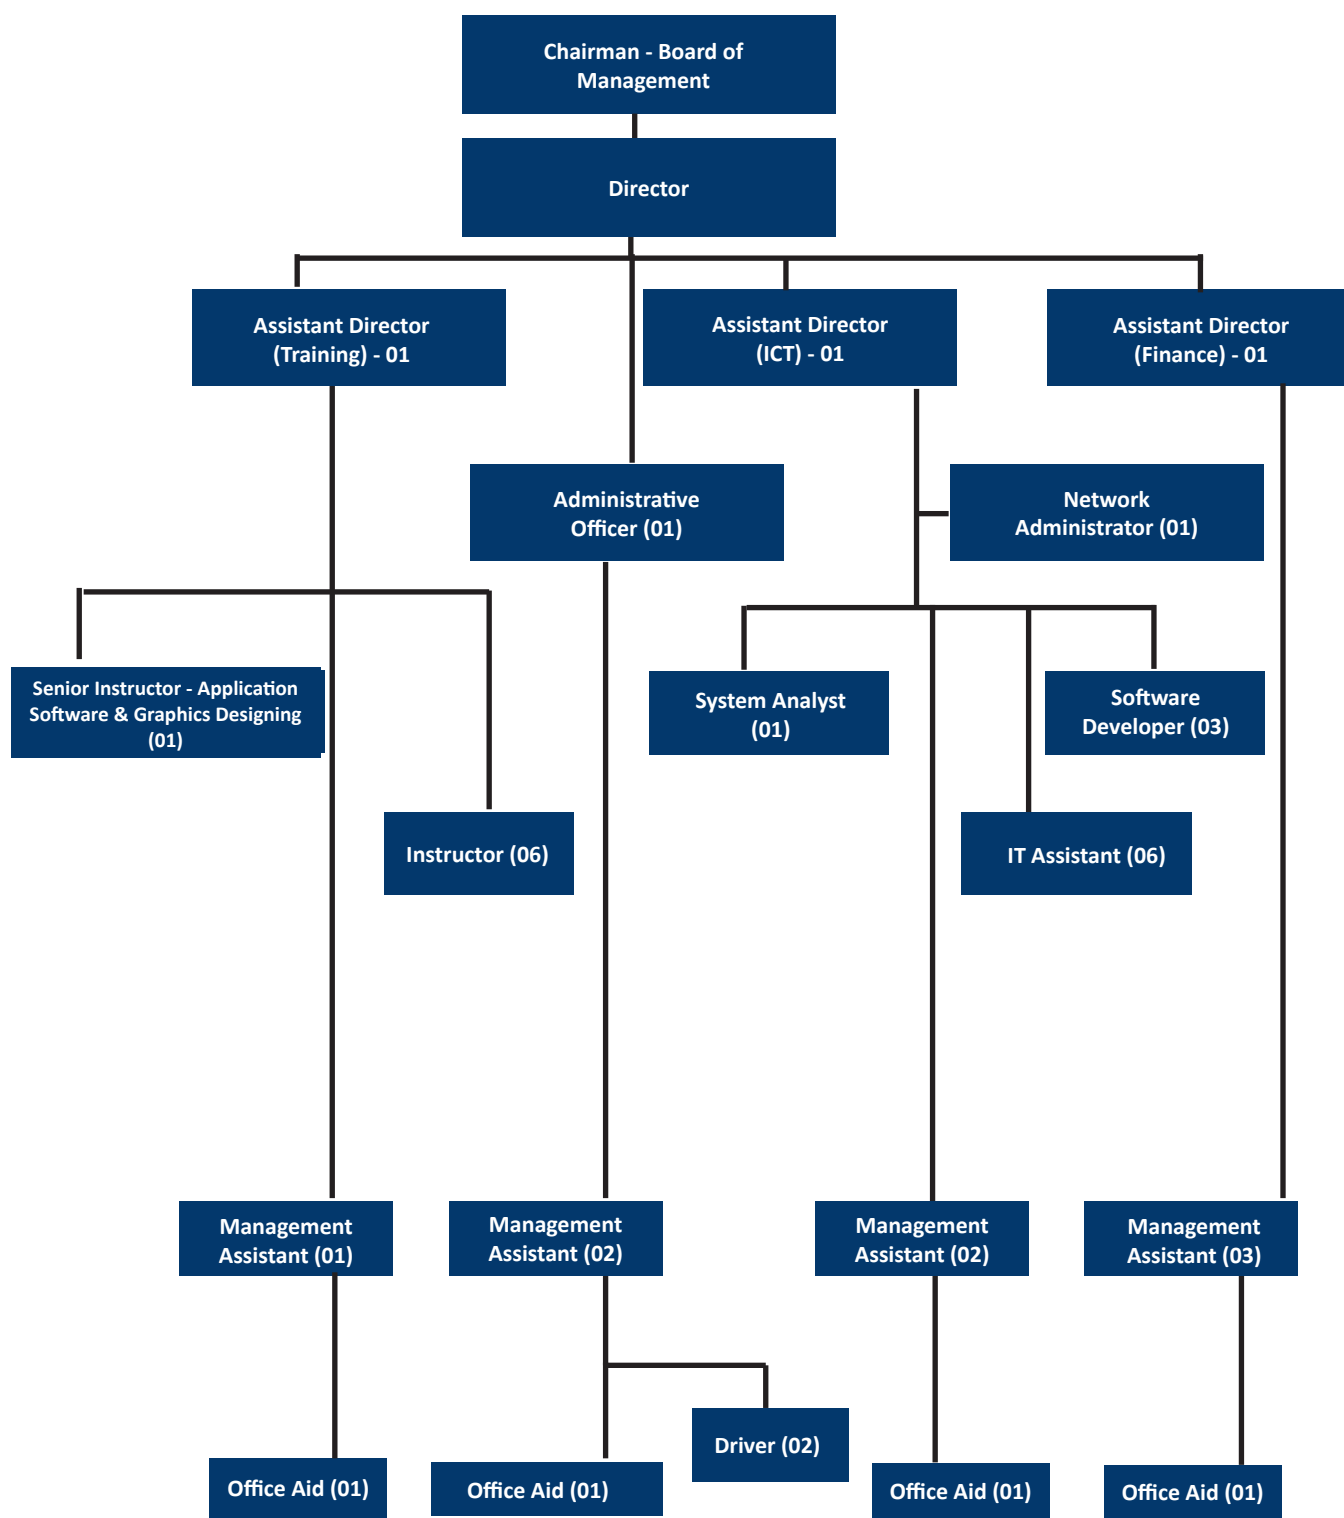 Chairman - Board of
Management
Director
Assistant Director
(Training) - 01
Assistant Director
(ICT) - 01
Assistant Director
(Finance) - 01
Administrative
Officer (01)
Network
Administrator (01)
Senior Instructor - Application
Software & Graphics Designing
(01)
System Analyst
(01)
Software
Developer (03)
Instructor (06)
IT Assistant (06)
Management
Assistant (01)
Management
Assistant (02)
Management
Assistant (02)
Management
Assistant (03)
Driver (02)
Office Aid (01)
Office Aid (01)
Office Aid (01)
Office Aid (01)